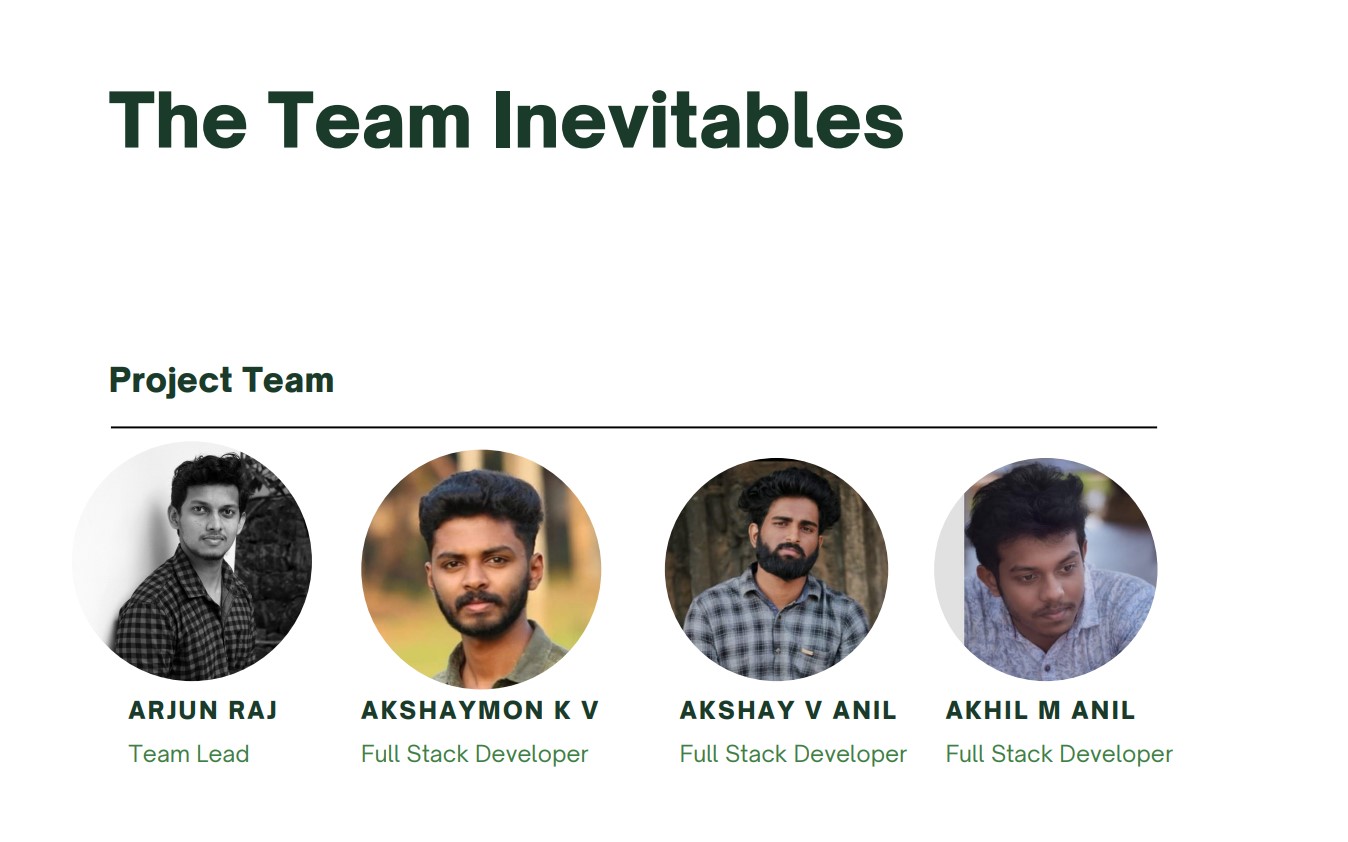 The Team Inevitables
Project Team
ARJUN RAJ
Team Lead
AKSHAYMON K V
Full Stack Developer
AKSHAY V ANIL
Full Stack Developer
AKHIL M ANIL
Full Stack Developer